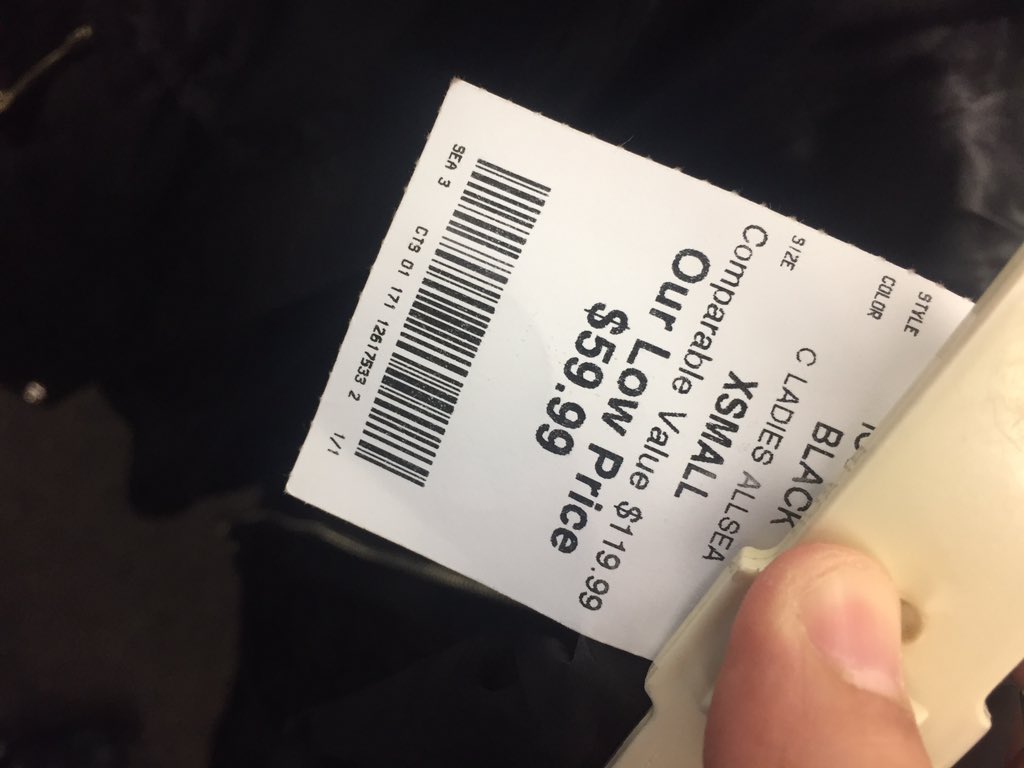 STYLE
COLOR BLACK
C LADIES ALLSEA
SIZE XSMALL
Comparable Value $119.99
Our Low Price
$59.99
SEA 3 CTS 01 171 12617533 2 1/1